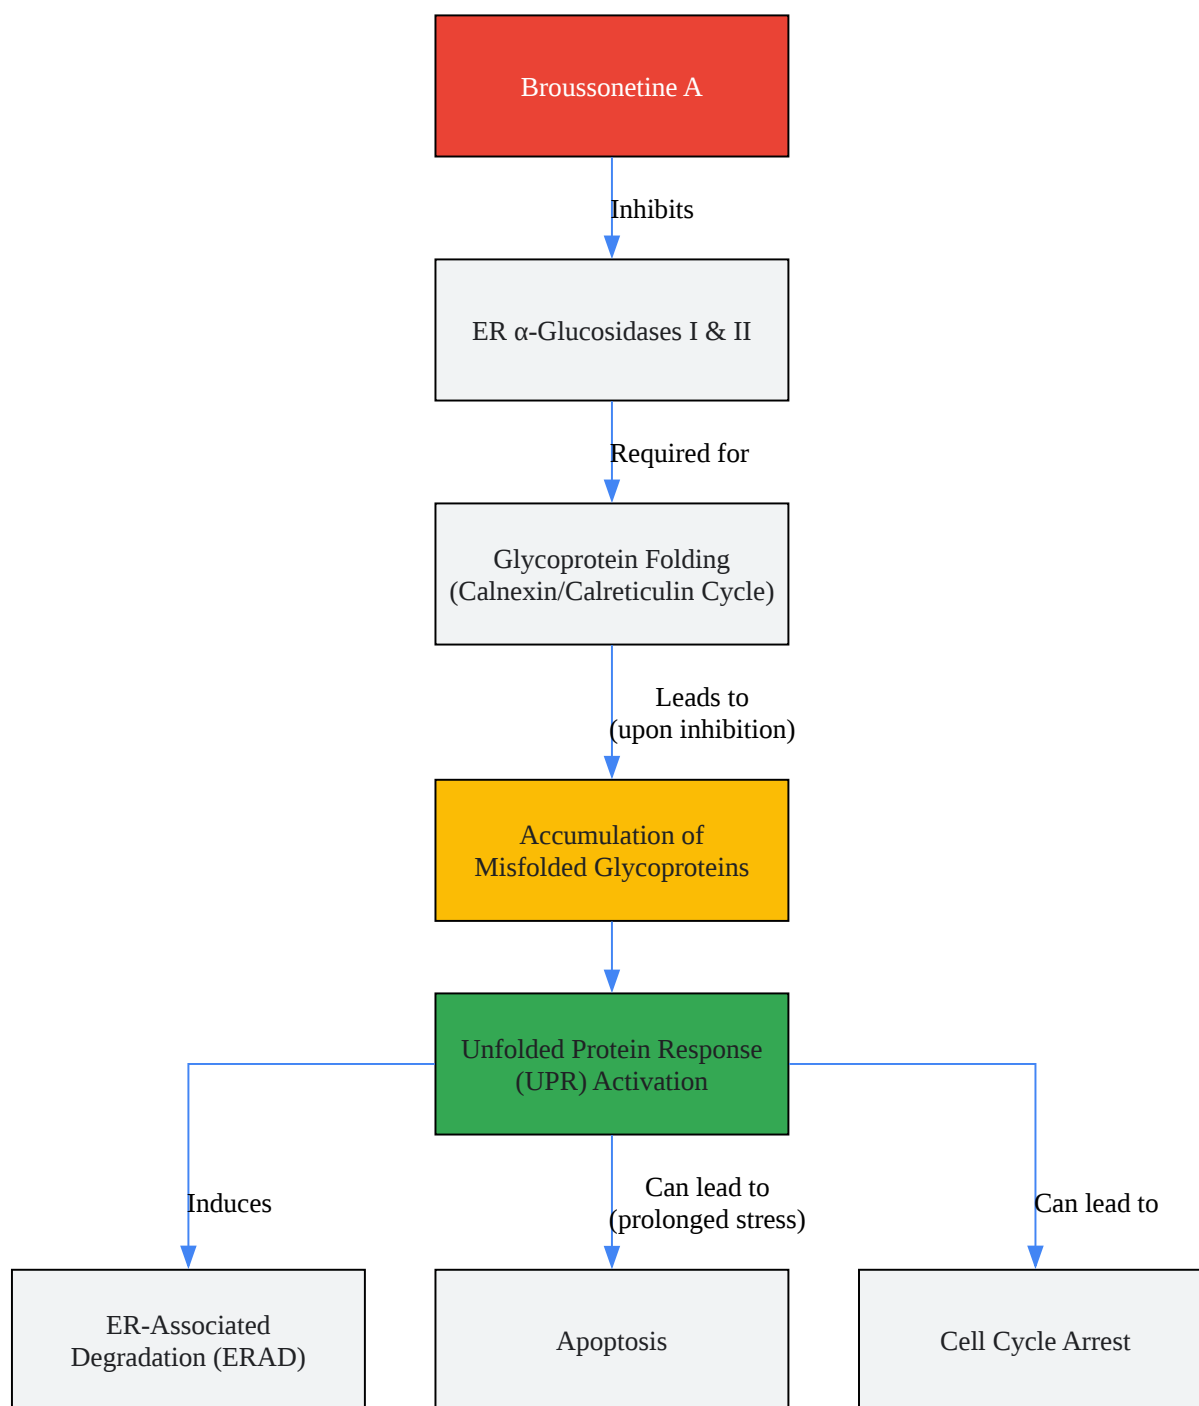 Broussonetine A
Inhibits
ER α-Glucosidases I & II
Required for
Glycoprotein Folding
(Calnexin/Calreticulin Cycle)
Leads to
(upon inhibition)
Accumulation of
Misfolded Glycoproteins
Unfolded Protein Response
(UPR) Activation
Induces
Can lead to
(prolonged stress)
Can lead to
ER-Associated
Degradation (ERAD)
Apoptosis
Cell Cycle Arrest